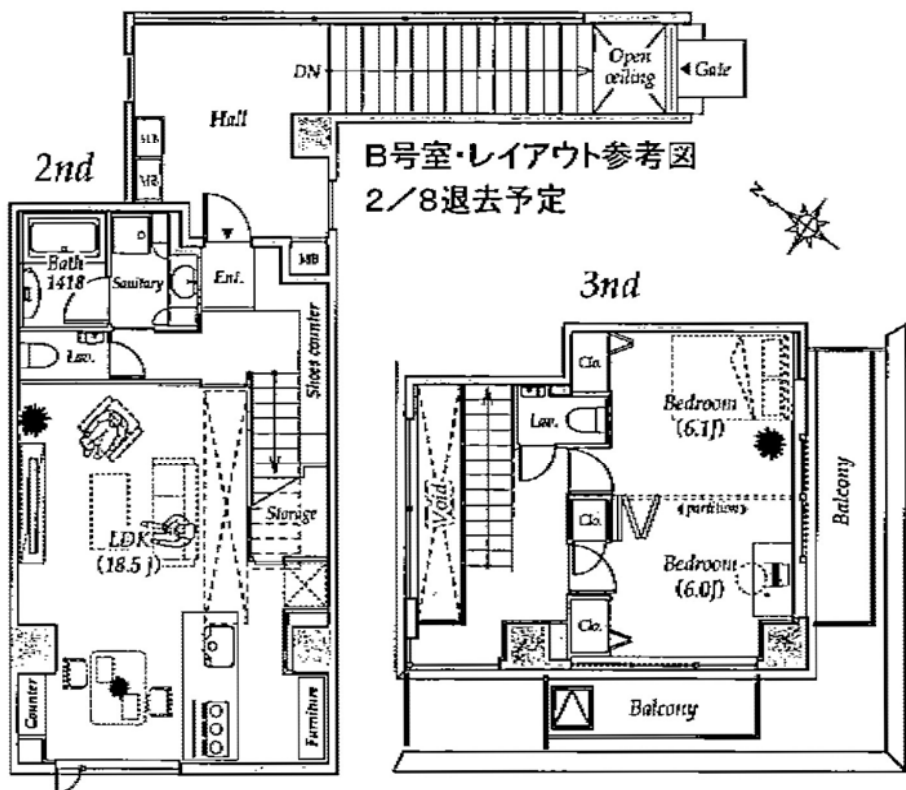 Open
ceiling
Gate
DN
Hall
B号室・レイアウト参考図
2/8退去予定
2nd
MB
MB
Bath
1418
Sanitary
Ent.
MB
Shoes counter
Lav.
Storage
LDK
(18.5 J)
Counter
Furniture
N
3nd
Clo.
Lav.
Bedroom
(6.1J)
Void
Clo.
partition
Bedroom
(6.0J)
Clo.
Balcony
Balcony